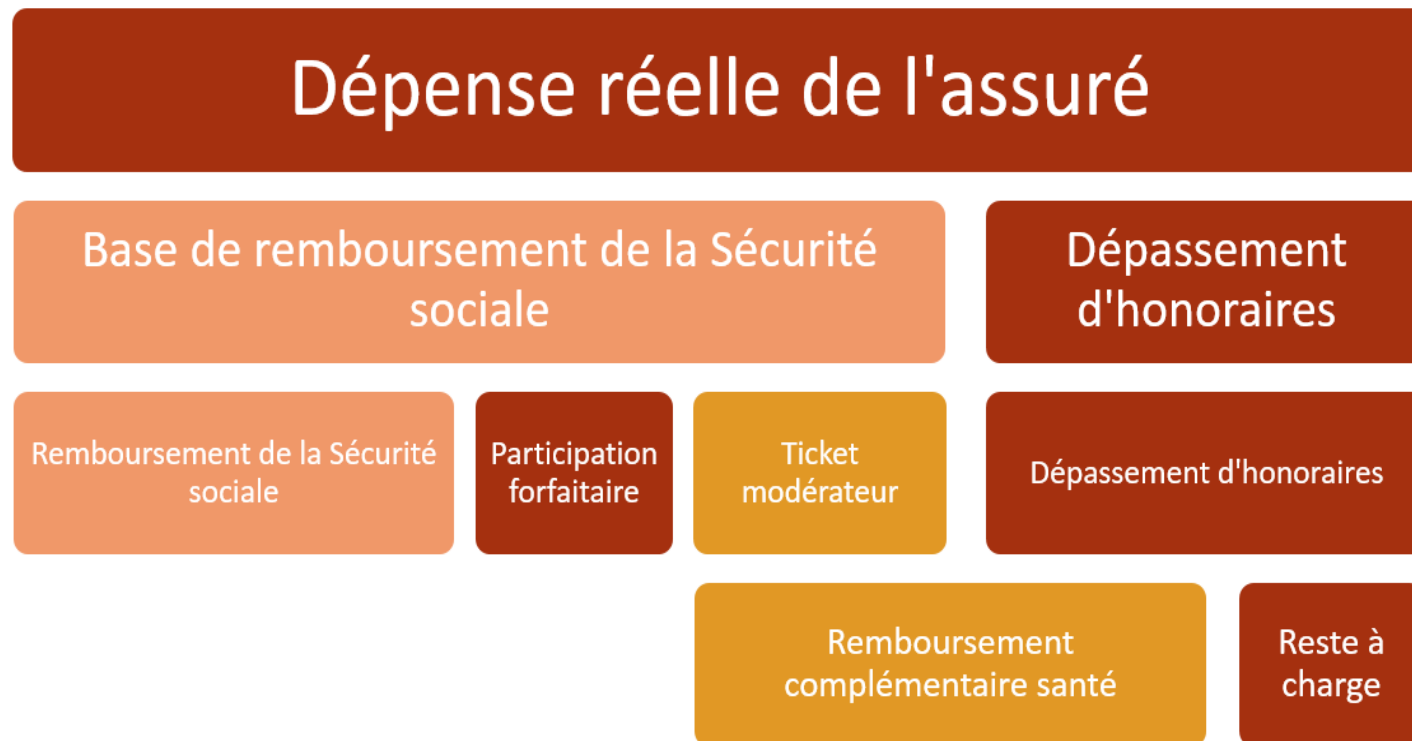 Dépense réelle de l'assuré
Base de remboursement de la Sécurité
sociale
Dépassement
d'honoraires
Remboursement de la Sécurité
sociale
Participation
forfaitaire
Ticket
modérateur
Dépassement d'honoraires
Remboursement
complémentaire santé
Reste à
charge